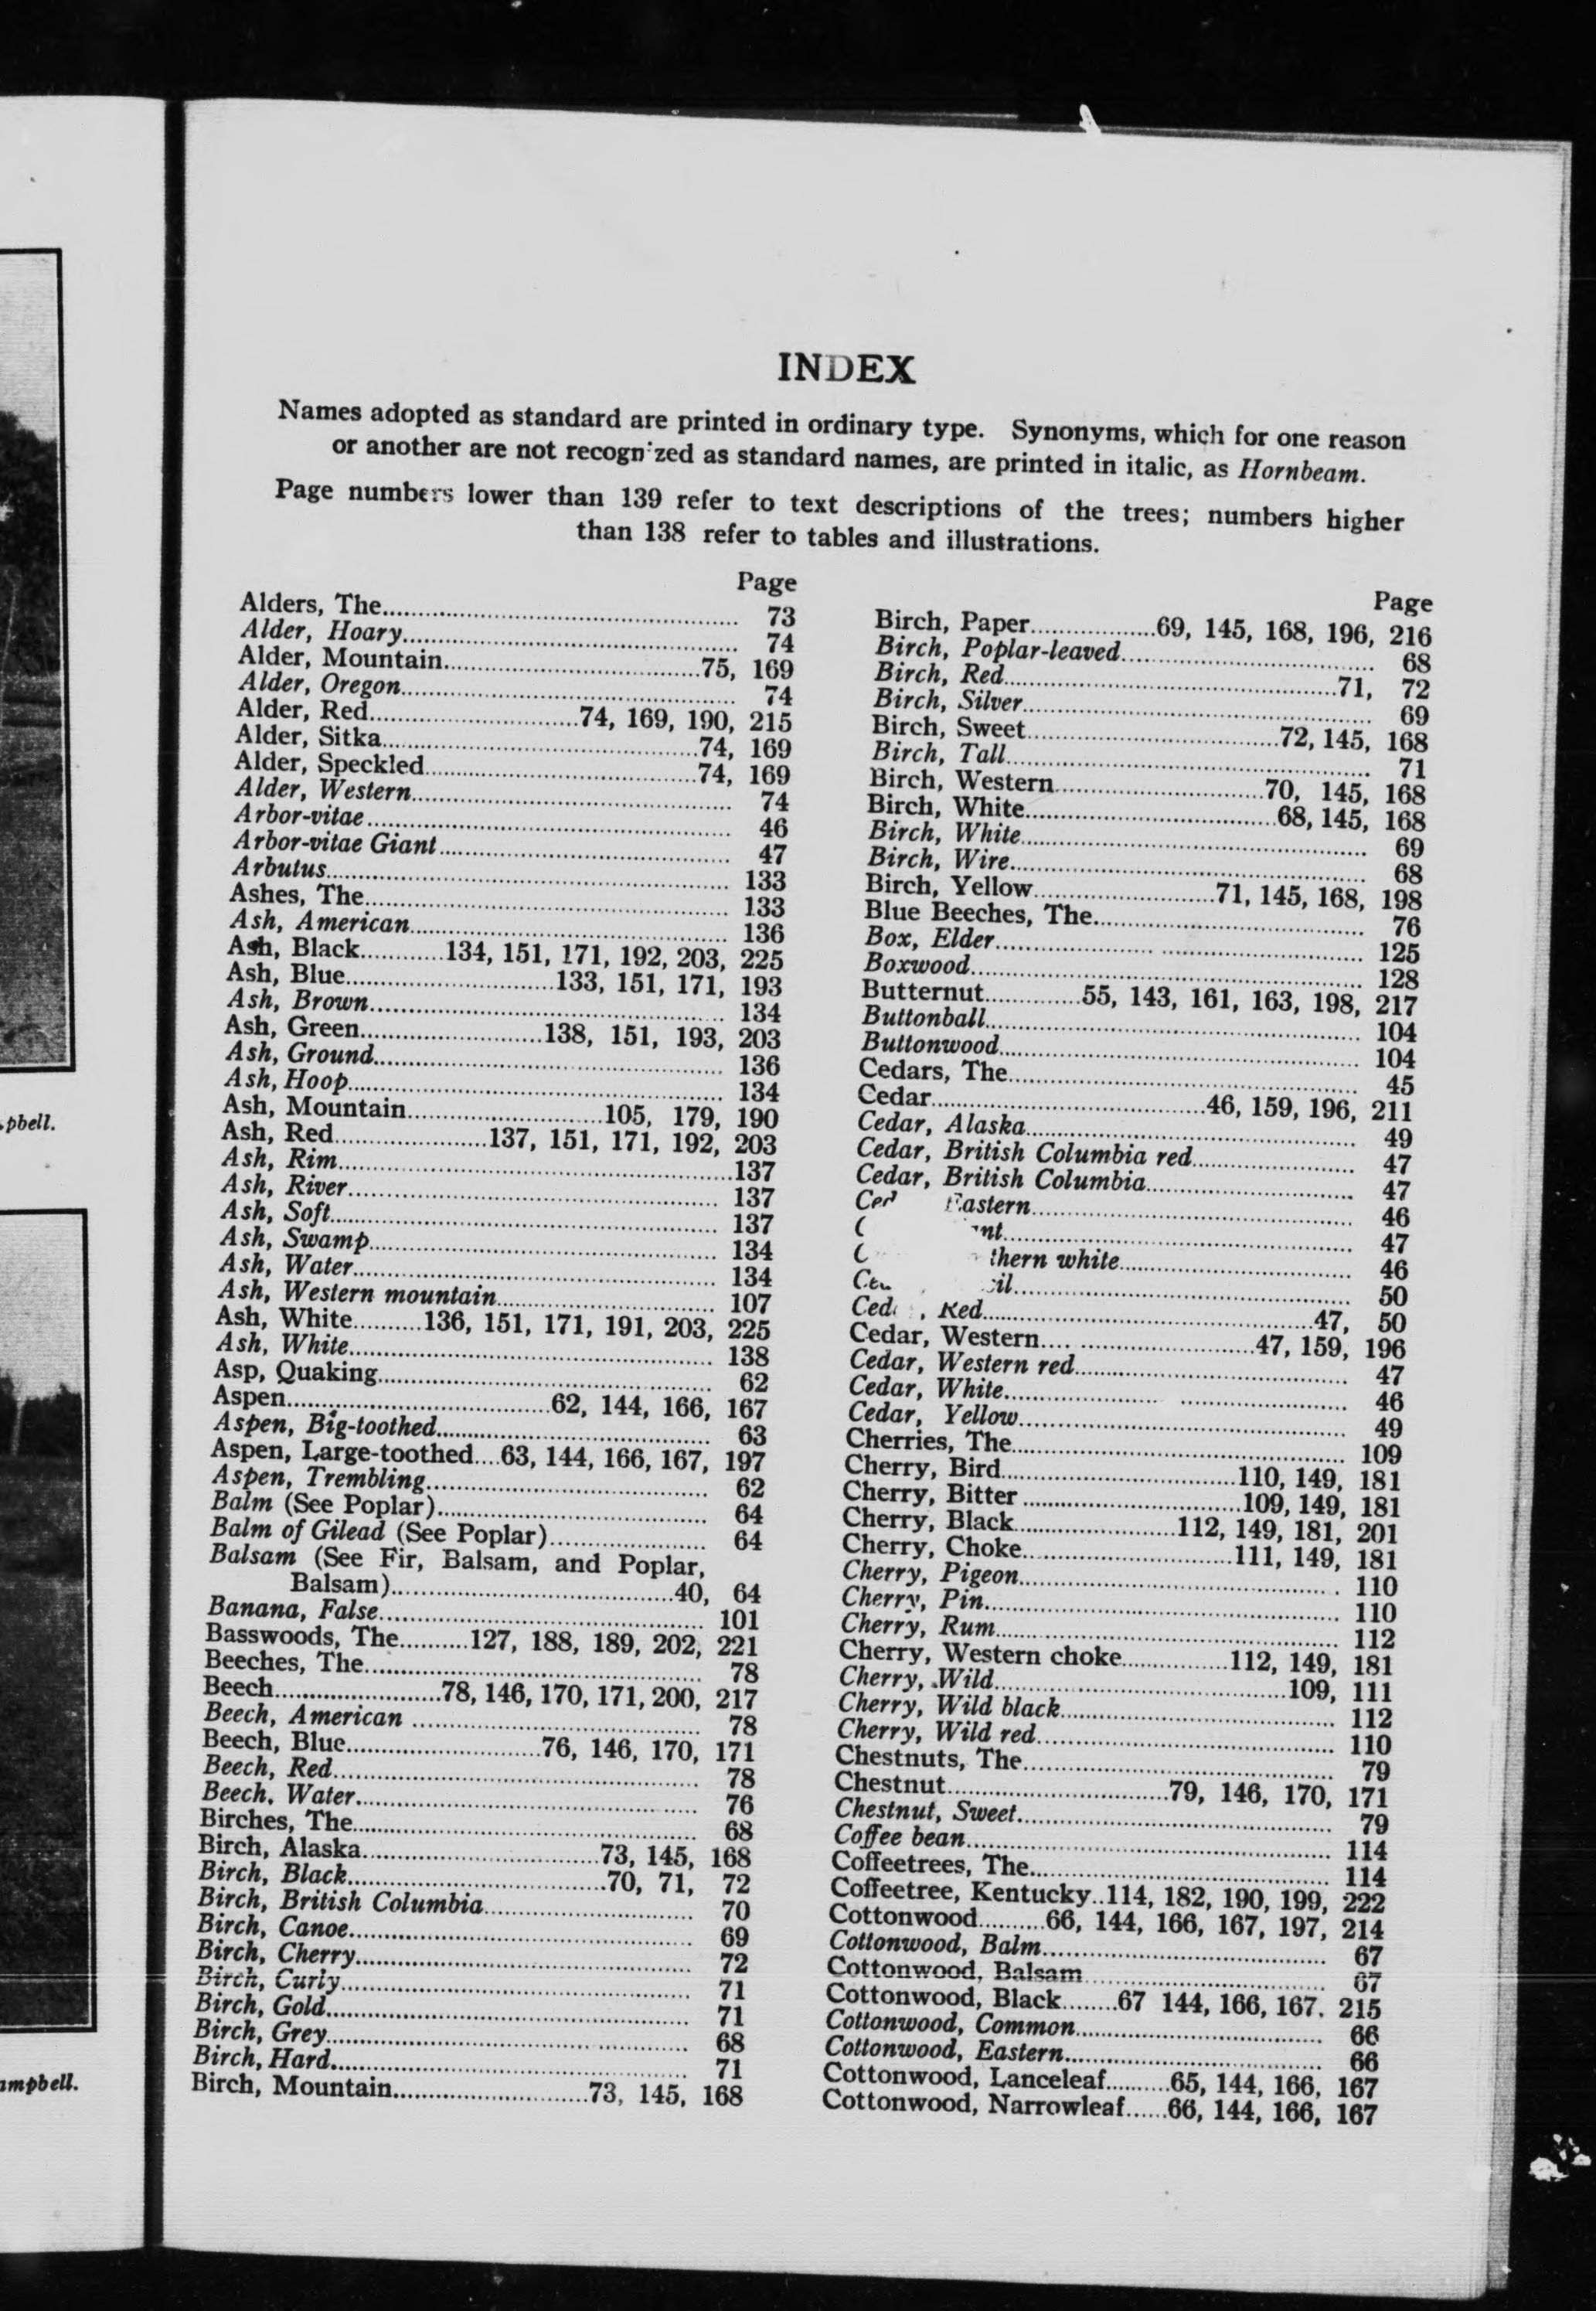 pbell.
ampbell.
INDEX
Names adopted as standard are printed in ordinary type. Synonyms, which for one reason
or another are not recognized as standard names, are printed in italic, as Hornbeam.
Page numbers lower than 139 refer to text descriptions of the trees; numbers higher
than 138 refer to tables and illustrations.
Page
Alders, The 73
Alder, Hoary 74
Alder, Mountain 75, 169
Alder, Oregon 74
Alder, Red 74, 169, 190, 215
Alder, Sitka 74, 169
Alder, Speckled 74, 169
Alder, Western 74
Arbor-vitae 46
Arbor-vitae Giant 47
Arbutus 133
Ashes, The 133
Ash, American 136
Ash, Black 134, 151, 171, 192, 203, 225
Ash, Blue 133, 151, 171, 193
Ash, Brown 134
Ash, Green 138, 151, 193, 203
Ash, Ground 136
Ash, Hoop 134
Ash, Mountain 105, 179, 190
Ash, Red 137, 151, 171, 192, 203
Ash, Rim 137
Ash, River 137
Ash, Soft 137
Ash, Swamp 134
Ash, Water 134
Ash, Western mountain 107
Ash, White 136, 151, 171, 191, 203, 225
Ash, White 138
Asp, Quaking 62
Aspen 62, 144, 166, 167
Aspen, Big-toothed 63
Aspen, Large-toothed 63, 144, 166, 167, 197
Aspen, Trembling 62
Balm (See Poplar) 64
Balm of Gilead (See Poplar) 64
Balsam (See Fir, Balsam, and Poplar,
Balsam) 40, 64
Banana, False 101
Basswoods, The 127, 188, 189, 202, 221
Beeches, The 78
Beech 78, 146, 170, 171, 200, 217
Beech, American 78
Beech, Blue 76, 146, 170, 171
Beech, Red 78
Beech, Water 76
Birches, The 68
Birch, Alaska 73, 145, 168
Birch, Black 70, 71, 72
Birch, British Columbia 70
Birch, Canoe 69
Birch, Cherry 72
Birch, Curly 71
Birch, Gold 71
Birch, Grey 68
Birch, Hard 71
Birch, Mountain 73, 145, 168
Page
Birch, Paper 69, 145, 168, 196, 216
Birch, Poplar-leaved 68
Birch, Red 71, 72
Birch, Silver 69
Birch, Sweet 72, 145, 168
Birch, Tall 71
Birch, Western 70, 145, 168
Birch, White 68, 145, 168
Birch, White 69
Birch, Wire 68
Birch, Yellow 71, 145, 168, 198
Blue Beeches, The 76
Box, Elder 125
Boxwood 128
Butternut 55, 143, 161, 163, 198, 217
Buttonball 104
Buttonwood 104
Cedars, The 45
Cedar 46, 159, 196, 211
Cedar, Alaska 49
Cedar, British Columbia red 47
Cedar, British Columbia 47
Eastern 46
47
thern white 46
50
Red 47, 50
Cedar, Western 47, 159, 196
Cedar, Western red 47
Cedar, White 46
Cedar, Yellow 49
Cherries, The 109
Cherry, Bird 110, 149, 181
Cherry, Bitter 109, 149, 181
Cherry, Black 112, 149, 181, 201
Cherry, Choke 111, 149, 181
Cherry, Pigeon 110
Cherry, Pin 110
Cherry, Rum 112
Cherry, Western choke 112, 149, 181
Cherry, Wild 109, 111
Cherry, Wild black 112
Cherry, Wild red 110
Chestnuts, The 79
Chestnut 79, 146, 170, 171
Chestnut, Sweet 79
Coffee bean 114
Coffeetrees, The 114
Coffeetree, Kentucky 114, 182, 190, 199, 222
Cottonwood 66, 144, 166, 167, 197, 214
Cottonwood, Balm 67
Cottonwood, Balsam 67
Cottonwood, Black 67 144, 166, 167. 215
Cottonwood, Common 66
Cottonwood, Eastern 66
Cottonwood, Lanceleaf 65, 144, 166, 167
Cottonwood, Narrowleaf 66, 144, 166, 167